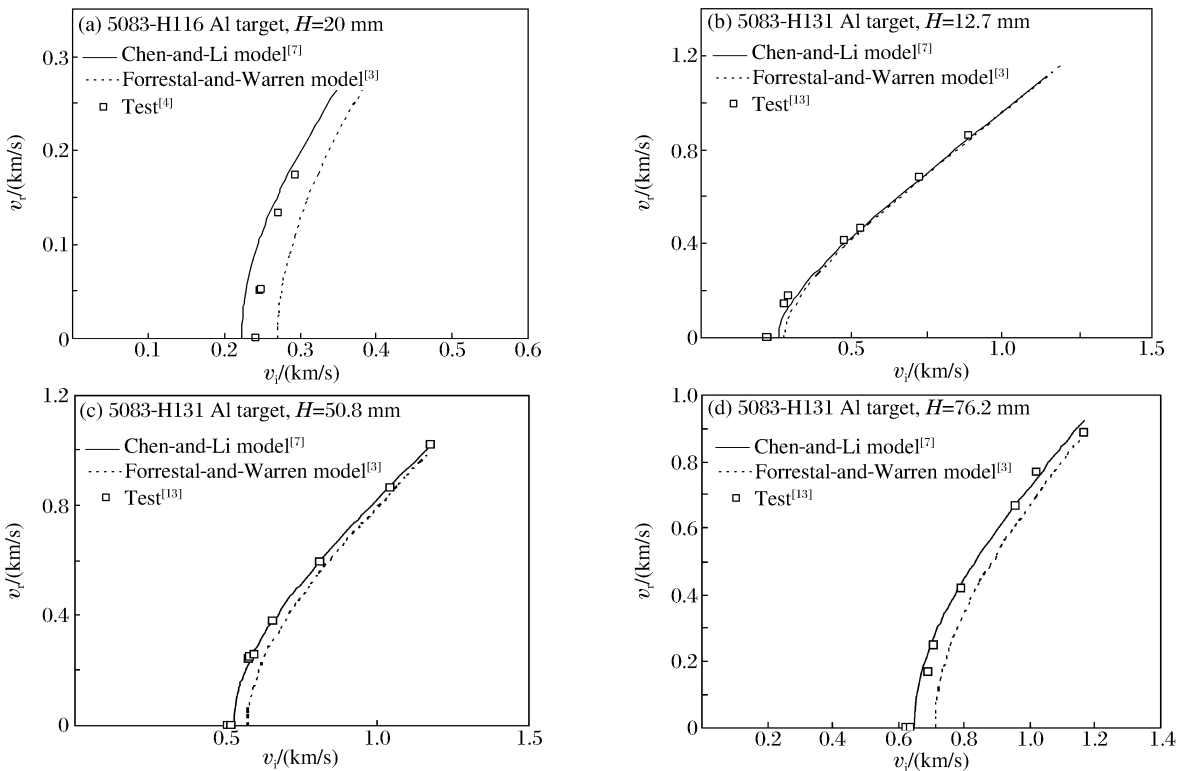 (a) 5083-H116 Al target, H=20 mm
Chen-and-Li model[7]
Forrestal-and-Warren model[3]
Test[4]
0.3
0.2
0.1
0
0.1
0.2
0.3
0.4
0.5
0.6
vr/(km/s)
vi/(km/s)
(b) 5083-H131 Al target, H=12.7 mm
Chen-and-Li model[7]
Forrestal-and-Warren model[3]
Test[13]
1.2
0.8
0.4
0
0.5
1.0
1.5
vr/(km/s)
vi/(km/s)
(c) 5083-H131 Al target, H=50.8 mm
Chen-and-Li model[7]
Forrestal-and-Warren model[3]
Test[13]
1.2
0.8
0.4
0
0.5
1.0
1.5
vr/(km/s)
vi/(km/s)
(d) 5083-H131 Al target, H=76.2 mm
Chen-and-Li model[7]
Forrestal-and-Warren model[3]
Test[13]
1.0
0.8
0.6
0.4
0.2
0
0.2
0.4
0.6
0.8
1.0
1.2
1.4
vr/(km/s)
vi/(km/s)